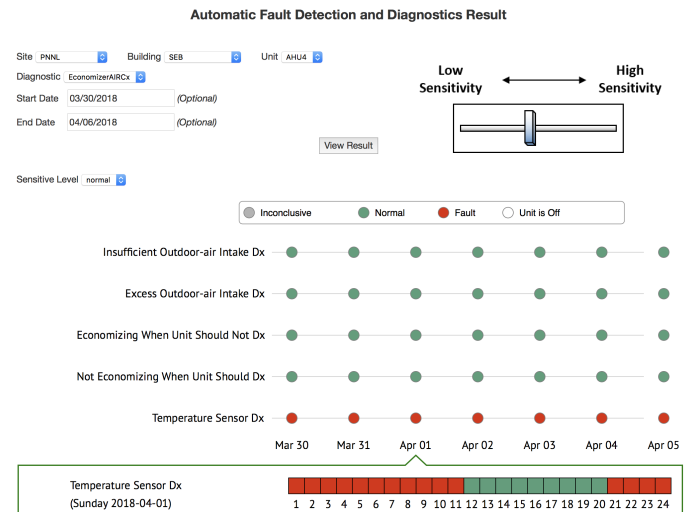 Automatic Fault Detection and Diagnostics Result
Site PNNL Building SEB Unit AHU4
Diagnostic EconomizerAIRCx
Start Date 03/30/2018 (Optional)
End Date 04/06/2018 (Optional)
View Result
Low Sensitivity
High Sensitivity
Sensitive Level normal
Inconclusive Normal Fault Unit is Off
Insufficient Outdoor-air Intake Dx
Excess Outdoor-air Intake Dx
Economizing When Unit Should Not Dx
Not Economizing When Unit Should Dx
Temperature Sensor Dx
Mar 30 Mar 31 Apr 01 Apr 02 Apr 03 Apr 04 Apr 05
Temperature Sensor Dx
(Sunday 2018-04-01)
1 2 3 4 5 6 7 8 9 10 11 12 13 14 15 16 17 18 19 20 21 22 23 24